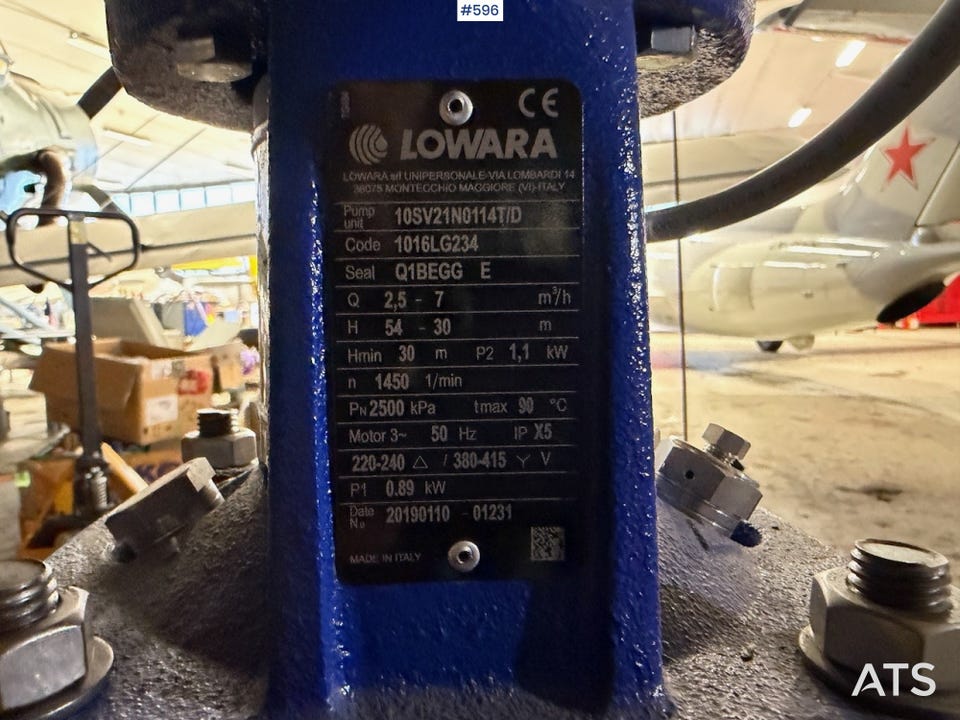 #596
CE
LOWARA
LOWARA srl UNIPERSONALE-VIA LOMBARDI 14
36075 MONTECCHIO MAGGIORE (VI)-ITALY
Pump unit 10SV21N0114T/D
Code 1016LG234
Seal Q1BEGG E
Q 2,5 - 7 m³/h
H 54 - 30 m
Hmin 30 m P2 1,1 kW
n 1450 1/min
PN 2500 kPa tmax 90 °C
Motor 3~ 50 Hz IP X5
220-240 △ / 380-415 Y V
P1 0.89 kW
Date N.o 20190110 - 01231
MADE IN ITALY
ATS